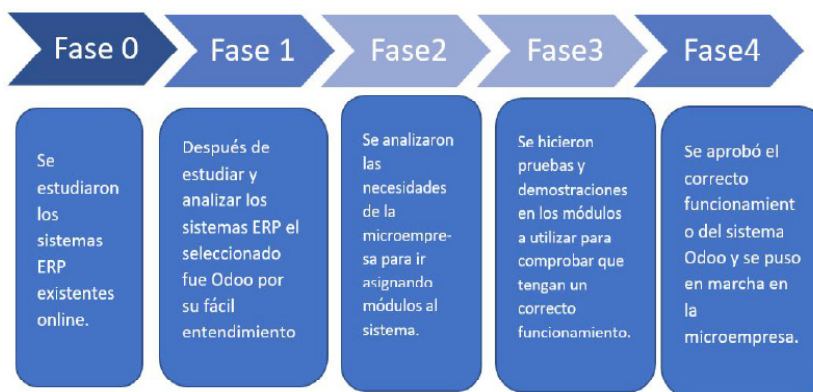 Fase 0
Fase 1
Fase2
Fase3
Fase4
Se
estudiaron
los
sistemas
ERP
existentes
online.
Después de
estudiar y
analizar los
sistemas ERP el
seleccionado
fue Odoo por
su fácil
entendimiento
Se analizaron
las
necesidades
de la
microempre-
sa para ir
asignando
módulos al
sistema.
Se hicieron
pruebas y
demostraciones
en los módulos
a utilizar para
comprobar que
tengan un
correcto
funcionamiento.
Se aprobó el
correcto
funcionamient
o del sistema
Odoo y se puso
en marcha en
la
microempresa.